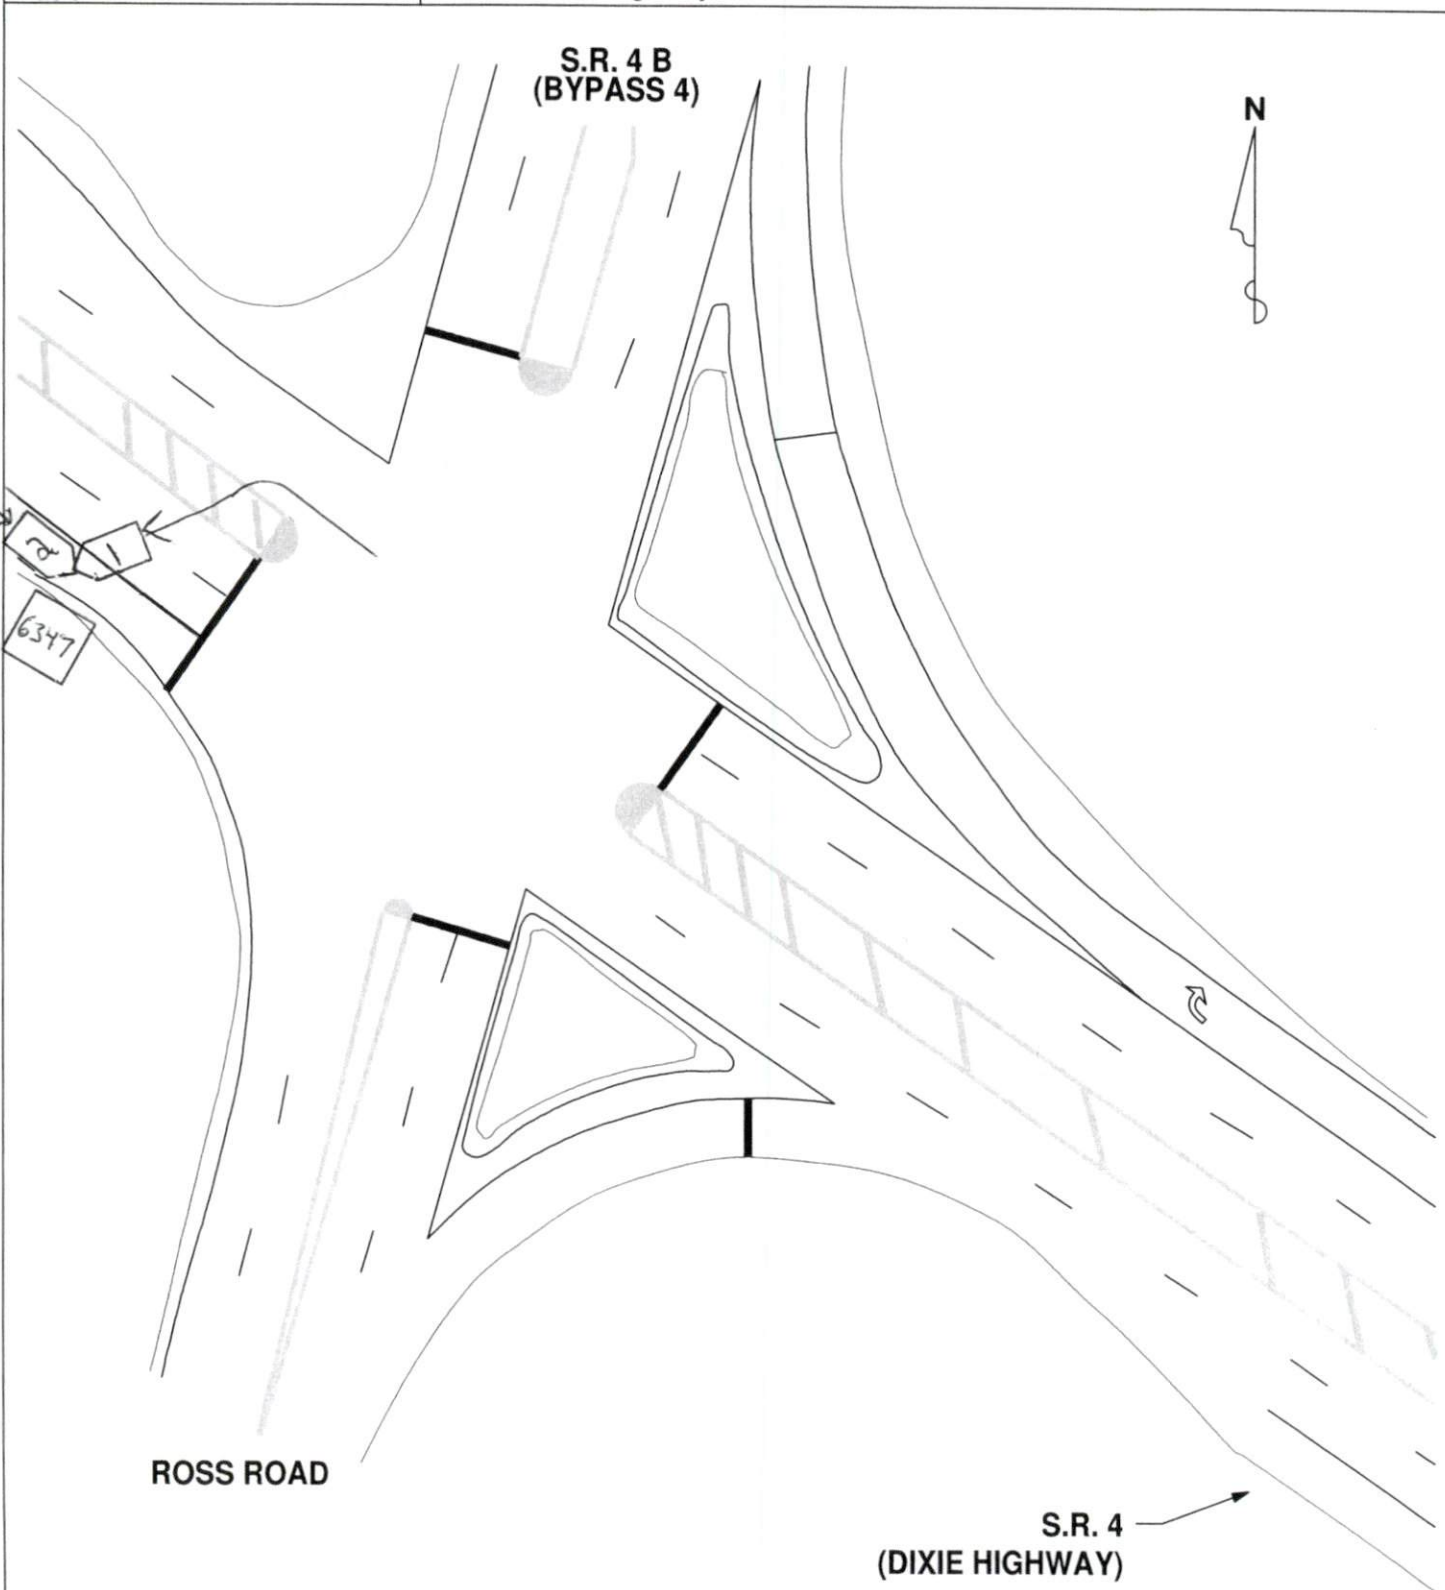 S.R. 4 B
(BYPASS 4)
N
2
1
6347
ROSS ROAD
S.R. 4
(DIXIE HIGHWAY)